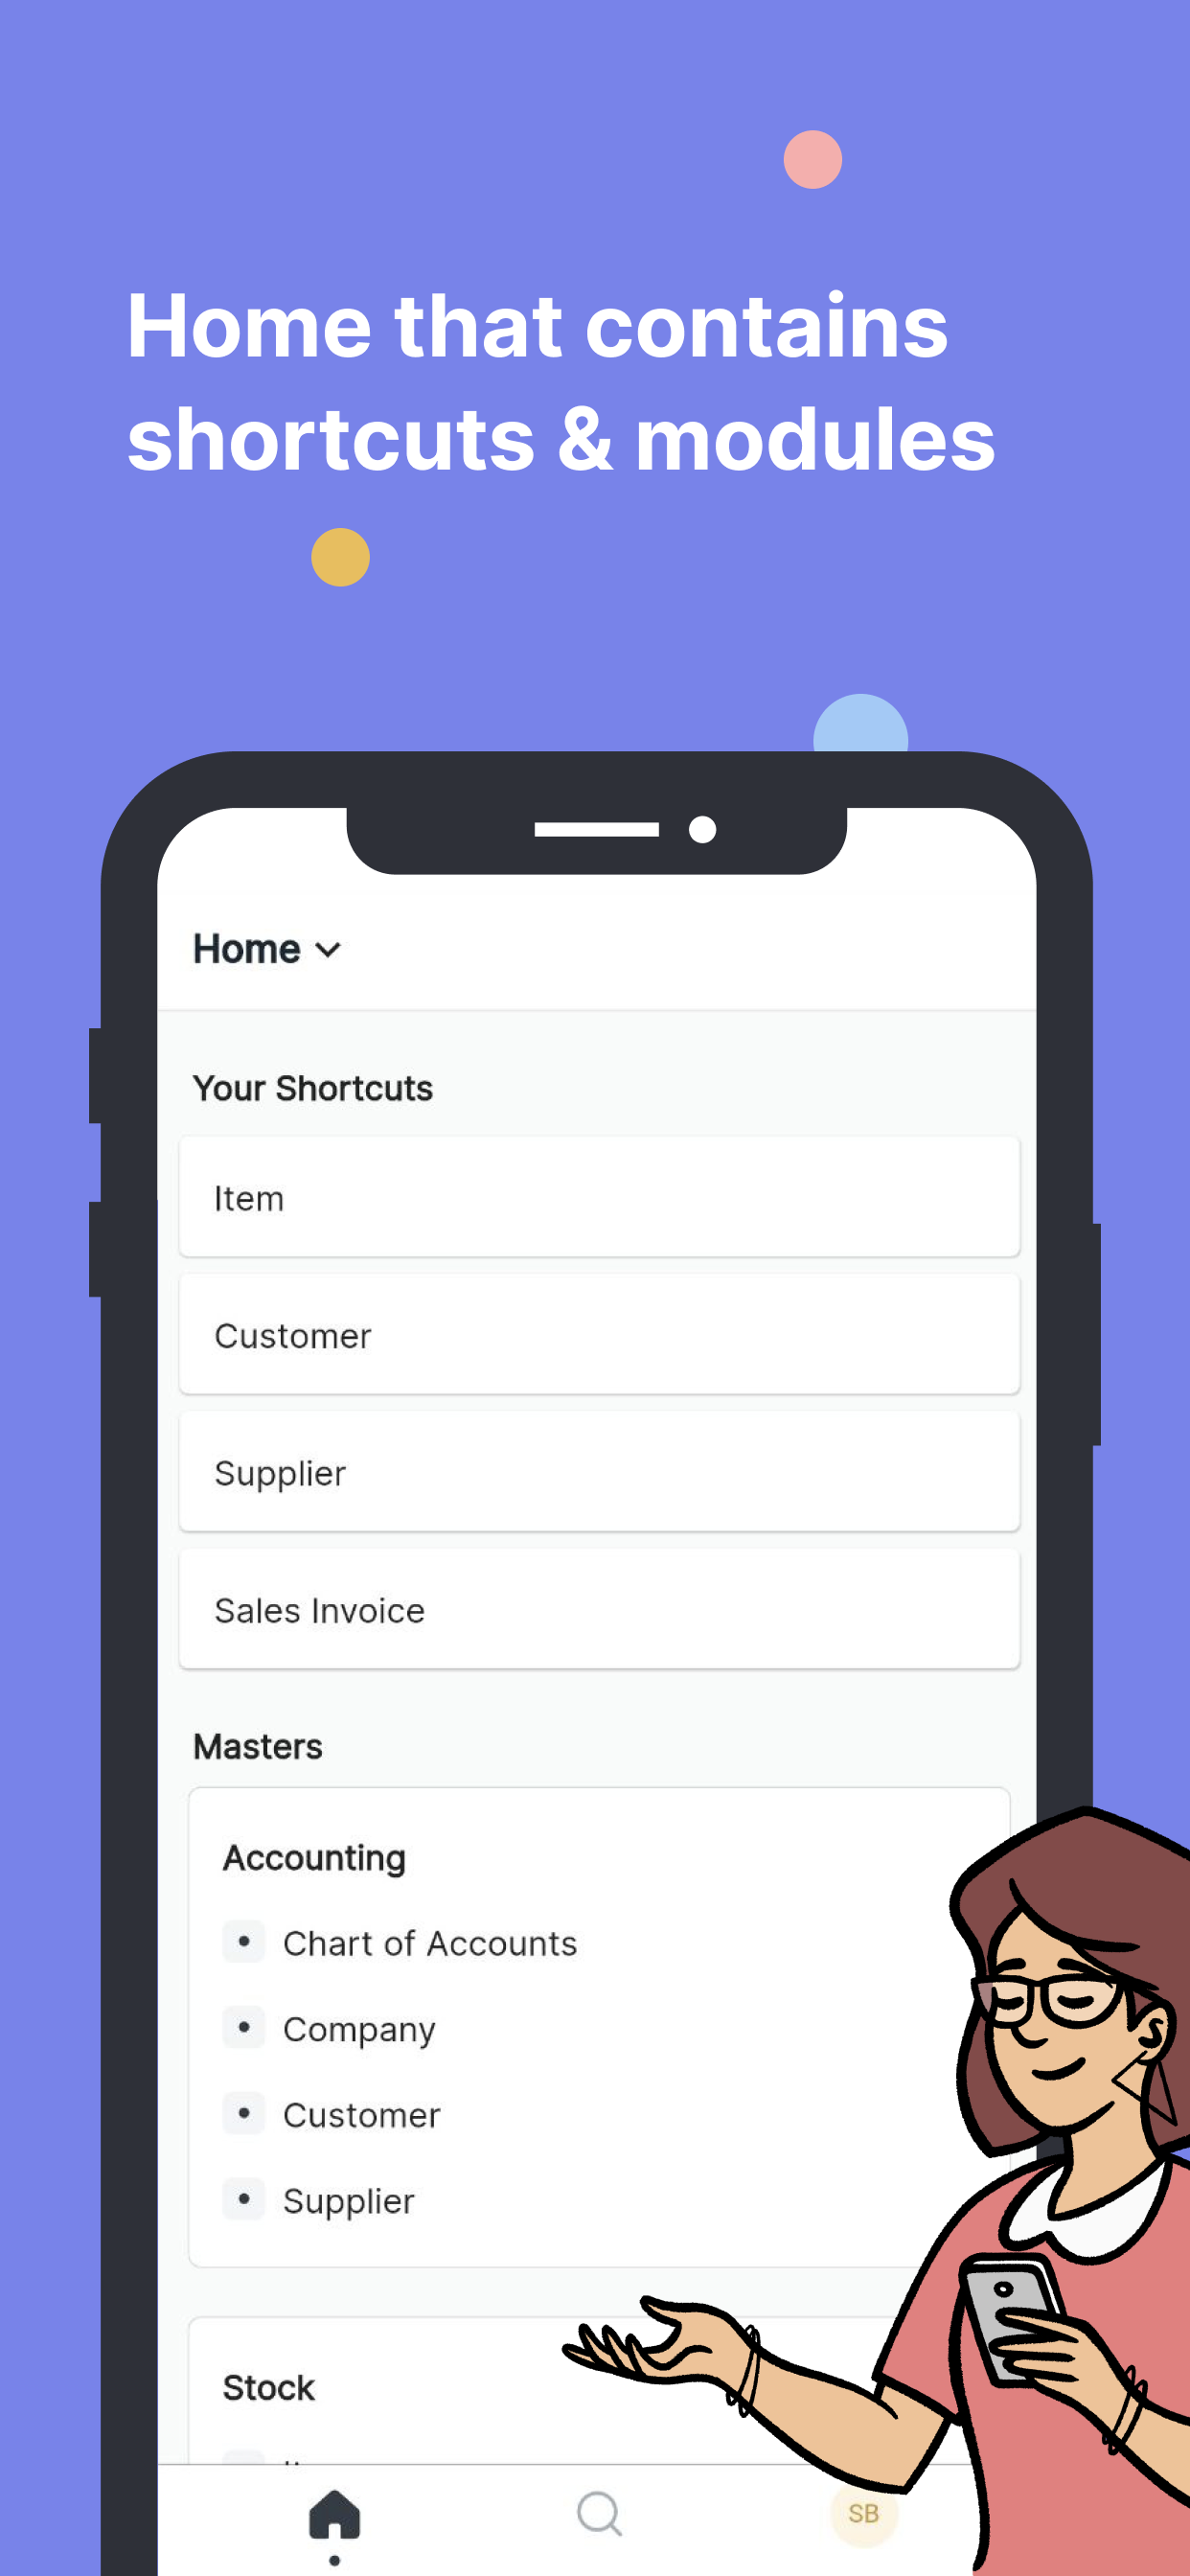 Home that contains
shortcuts & modules
Home
Your Shortcuts
Item
Customer
Supplier
Sales Invoice
Masters
Accounting
Chart of Accounts
Company
Customer
Supplier
Stock
SB